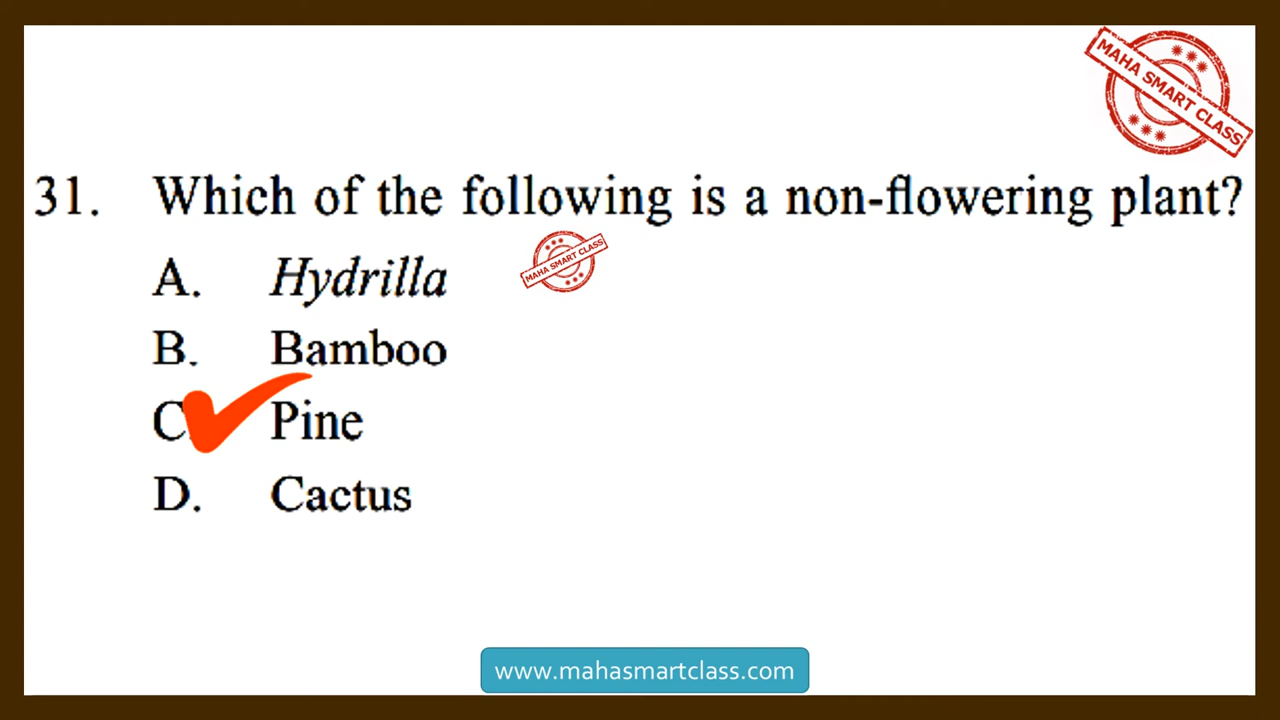 MAHA SMART CLASS
31. Which of the following is a non-flowering plant?
MAHA SMART CLASS
A. Hydrilla
B. Bamboo
C. Pine
D. Cactus
www.mahasmartclass.com